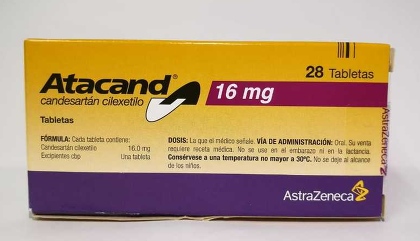 28 Tabletas
Atacand®
candesartán cilexetilo
16 mg
Tabletas
FÓRMULA: Cada tableta contiene:
Candesartán cilexetilo 16.0 mg
Excipientes cbp Una tableta
DOSIS: La que el médico señale. VÍA DE ADMINISTRACIÓN: Oral. Su venta
requiere receta médica. No se use en el embarazo ni en la lactancia.
Consérvese a una temperatura no mayor a 30ºC. No se deje al alcance
de los niños.
AstraZeneca
AstraZeneca